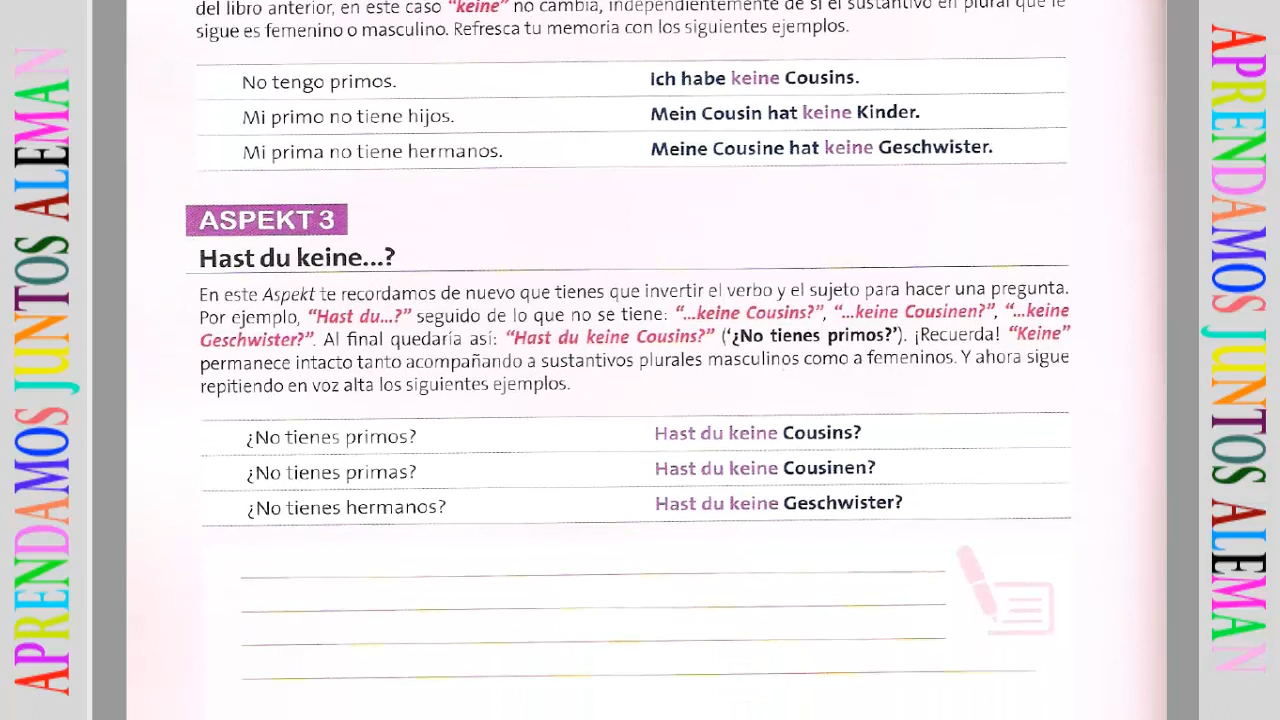 del libro anterior, en este caso “keine” no cambia, independientemente de si el sustantivo en plural que le
sigue es femenino o masculino. Refresca tu memoria con los siguientes ejemplos.
No tengo primos. Ich habe keine Cousins.
Mi primo no tiene hijos. Mein Cousin hat keine Kinder.
Mi prima no tiene hermanos. Meine Cousine hat keine Geschwister.
ASPEKT 3
Hast du keine...?
En este Aspekt te recordamos de nuevo que tienes que invertir el verbo y el sujeto para hacer una pregunta.
Por ejemplo, “Hast du...?” seguido de lo que no se tiene: “...keine Cousins?”, “...keine Cousinen?”, “...keine
Geschwister?”. Al final quedaría así: “Hast du keine Cousins?” (‘¿No tienes primos?’). ¡Recuerda! “Keine”
permanece intacto tanto acompañando a sustantivos plurales masculinos como a femeninos. Y ahora sigue
repitiendo en voz alta los siguientes ejemplos.
¿No tienes primos? Hast du keine Cousins?
¿No tienes primas? Hast du keine Cousinen?
¿No tienes hermanos? Hast du keine Geschwister?
APRENDAMOS JUNTOS ALEMAN
APRENDAMOS JUNTOS ALEMAN